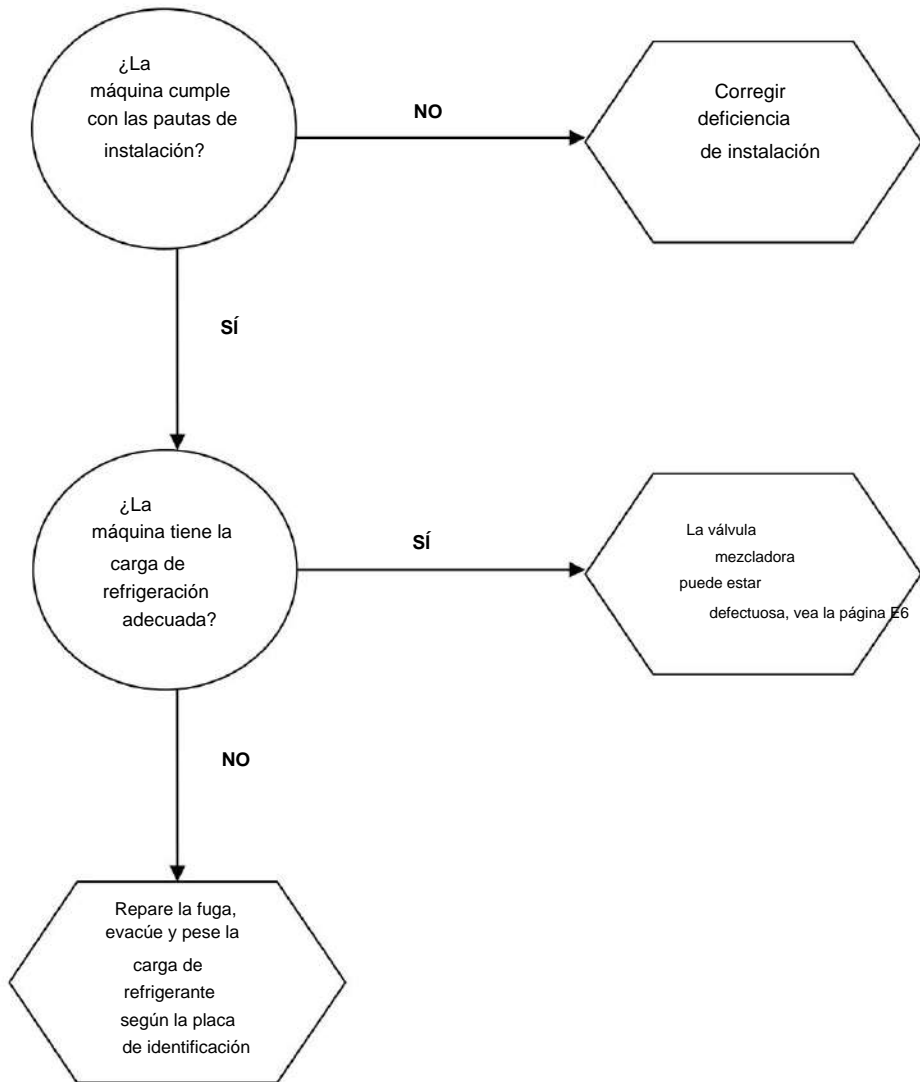 ¿La
máquina cumple
con las pautas de
instalación?
NO
Corregir
deficiencia
de instalación
SÍ
¿La
máquina tiene la
carga de
refrigeración
adecuada?
SÍ
La válvula
mezcladora
puede estar
defectuosa, vea la página E6
NO
Repare la fuga,
evacúe y pese la
carga de
refrigerante
según la placa
de identificación